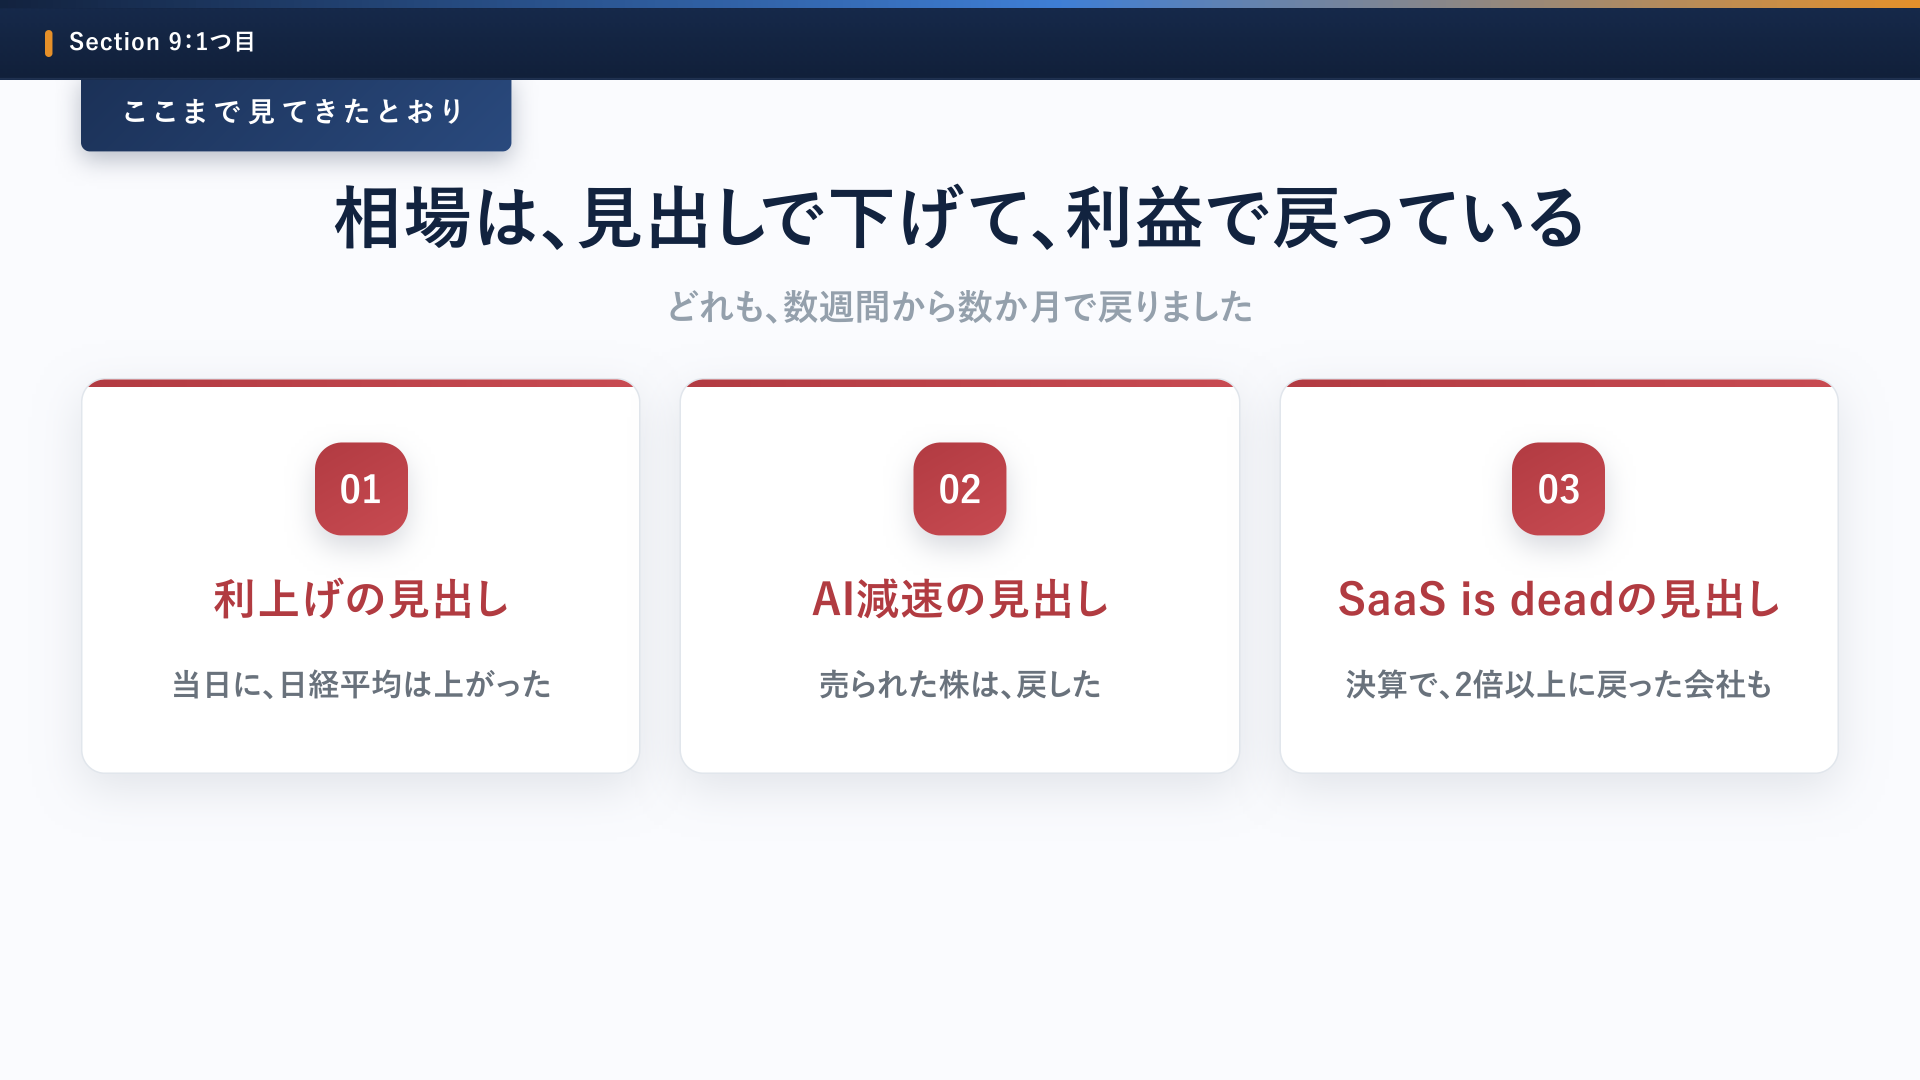 Section 9：1つ目
ここまで見てきたとおり
相場は、見出しで下げて、利益で戻っている
どれも、数週間から数か月で戻りました
01
利上げの見出し
当日に、日経平均は上がった
02
AI減速の見出し
売られた株は、戻した
03
SaaS is deadの見出し
決算で、2倍以上に戻った会社も